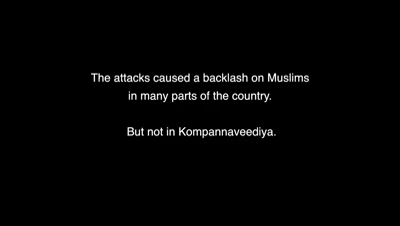 The attacks caused a backlash on Muslims
in many parts of the country.
But not in Kompannaveediya.